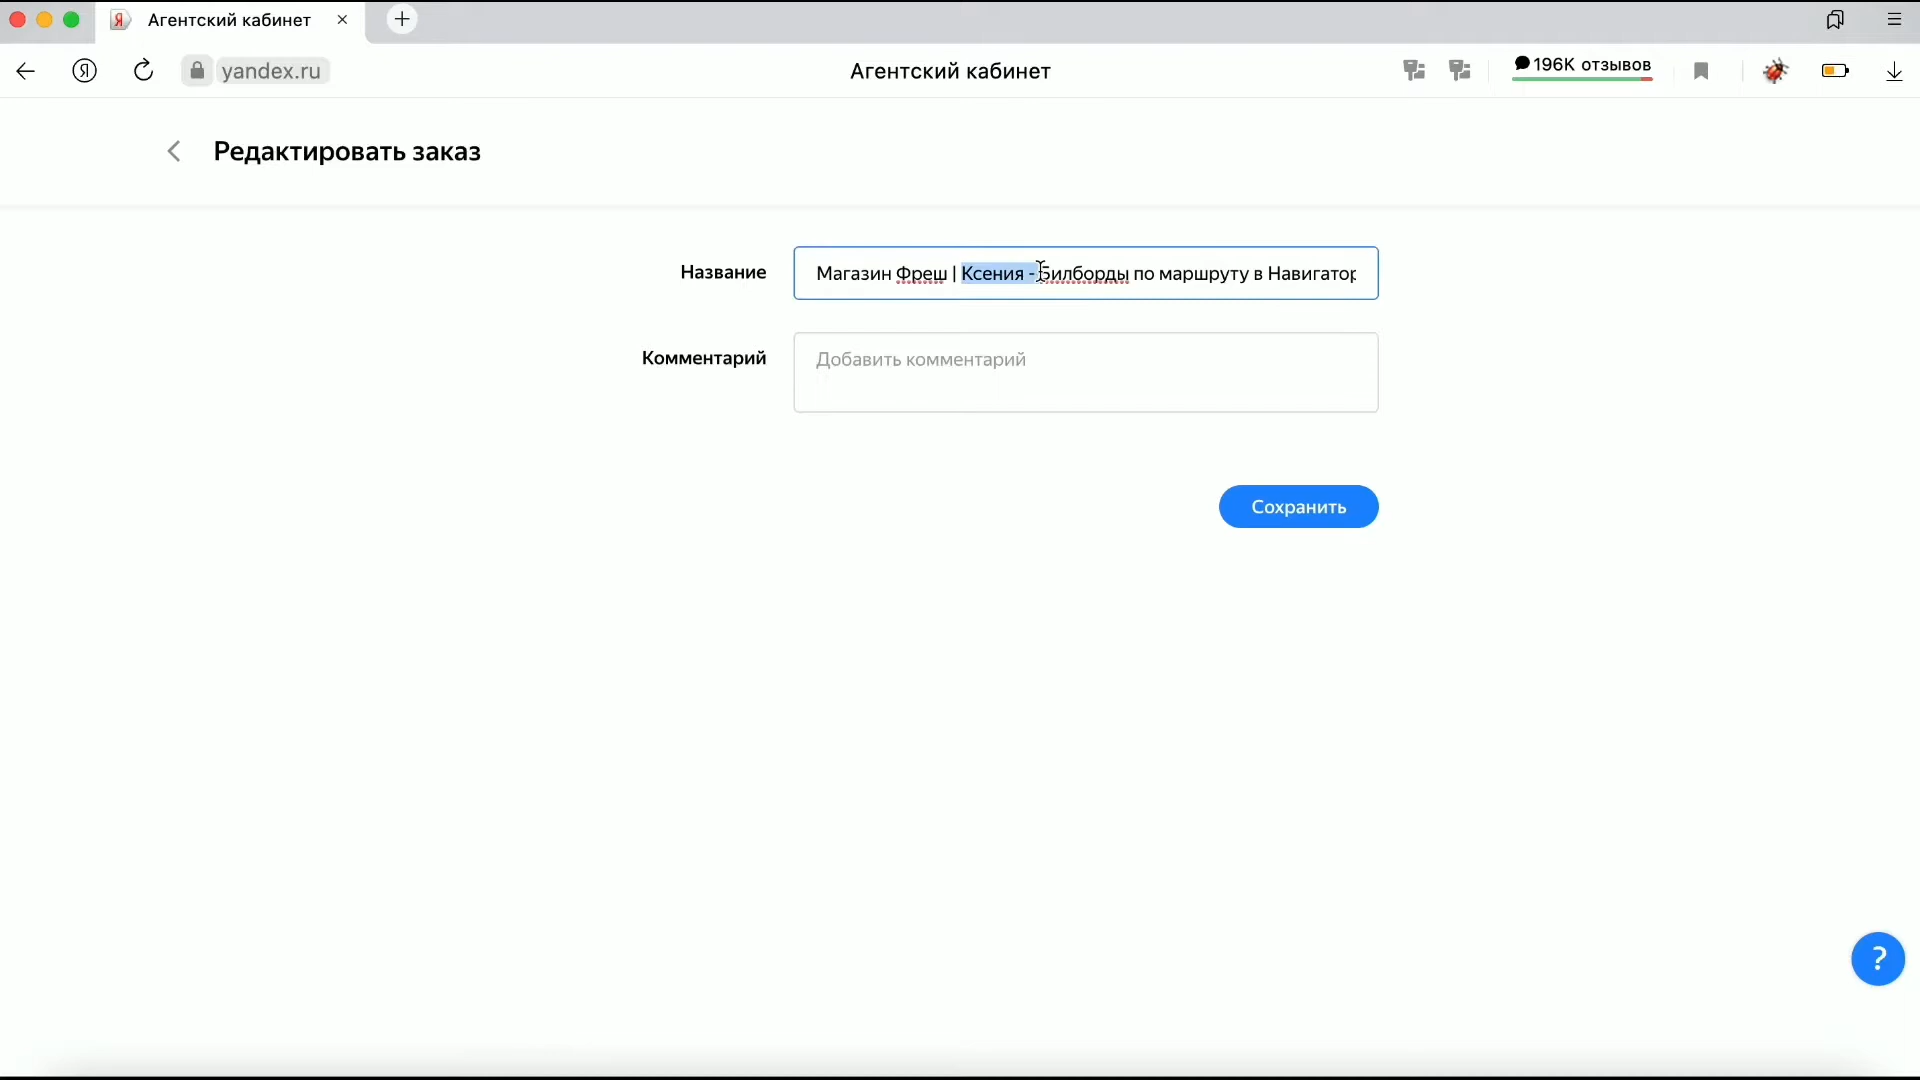 Агентский кабинет
yandex.ru
Агентский кабинет
196K отзывов
Редактировать заказ
Название
Магазин Фреш | Ксения - Билборды по маршруту в Навигатор
Комментарий
Добавить комментарий
Сохранить
?